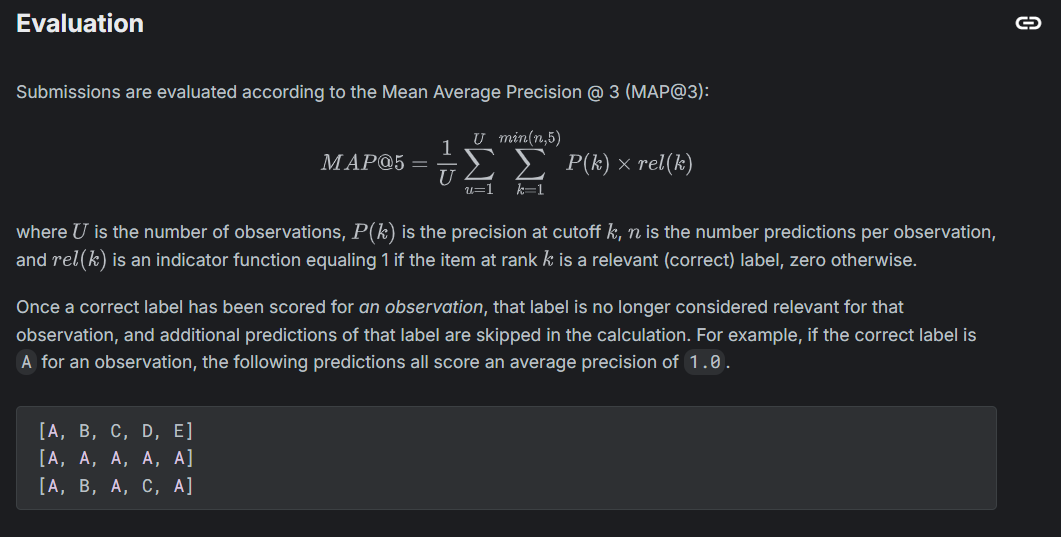 Evaluation
Submissions are evaluated according to the Mean Average Precision @ 3 (MAP@3):
MAP@5 = \frac{1}{U} \sum_{u=1}^{U} \sum_{k=1}^{min(n,5)} P(k) × rel(k)
where U is the number of observations, P(k) is the precision at cutoff k, n is the number predictions per observation,
and rel(k) is an indicator function equaling 1 if the item at rank k is a relevant (correct) label, zero otherwise.
Once a correct label has been scored for an observation, that label is no longer considered relevant for that
observation, and additional predictions of that label are skipped in the calculation. For example, if the correct label is
A for an observation, the following predictions all score an average precision of 1.0.
[A, B, C, D, E]
[A, A, A, A, A]
[A, B, A, C, A]